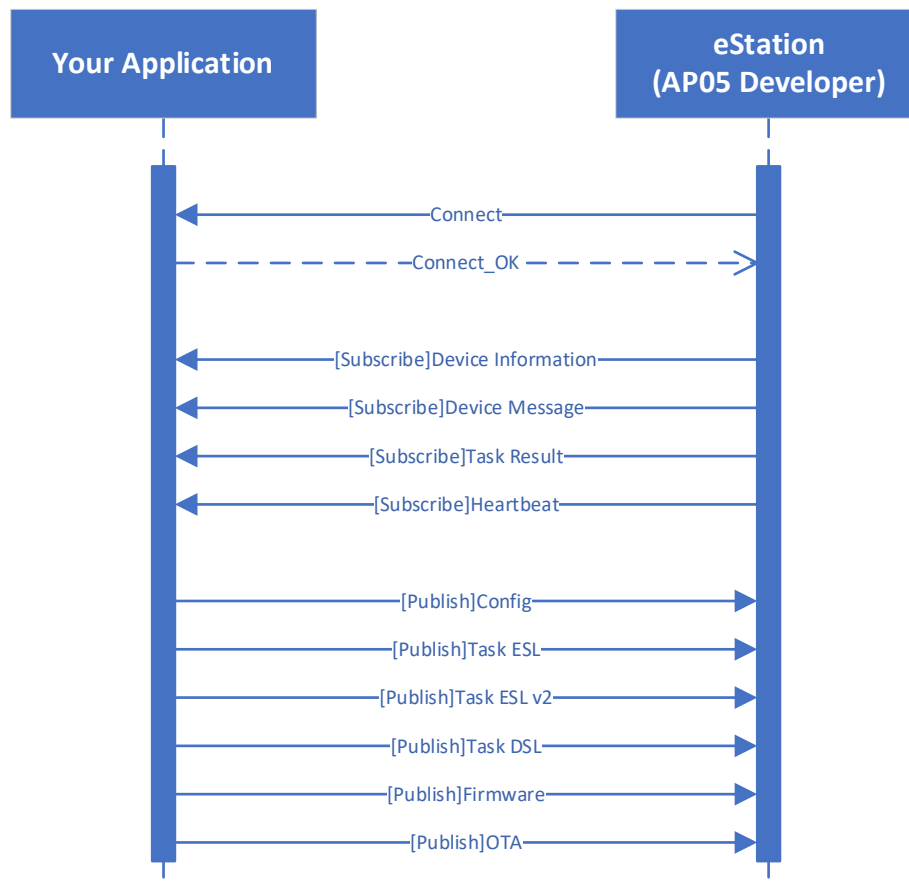 Your Application
eStation
(AP05 Developer)
Connect
Connect_OK
[Subscribe]Device Information
[Subscribe]Device Message
[Subscribe]Task Result
[Subscribe]Heartbeat
[Publish]Config
[Publish]Task ESL
[Publish]Task ESL v2
[Publish]Task DSL
[Publish]Firmware
[Publish]OTA